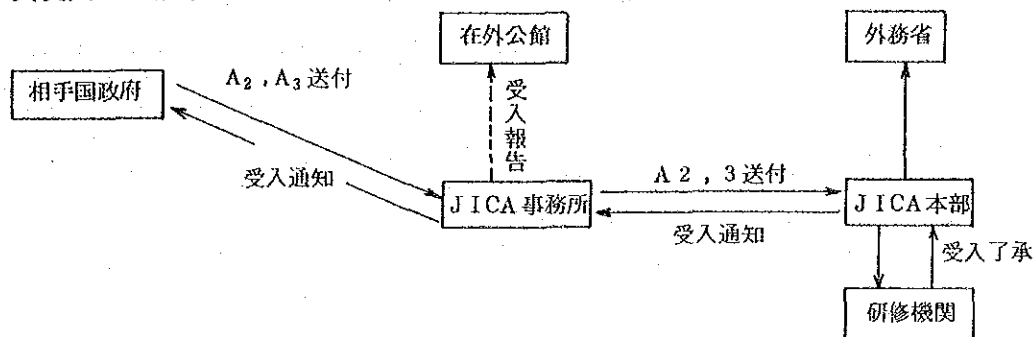 在外公館
外務省
相手国政府
A₂,A₃送付
受入報告
受入通知
JICA事務所
A2,3送付
受入通知
JICA本部
受入了承
研修機関